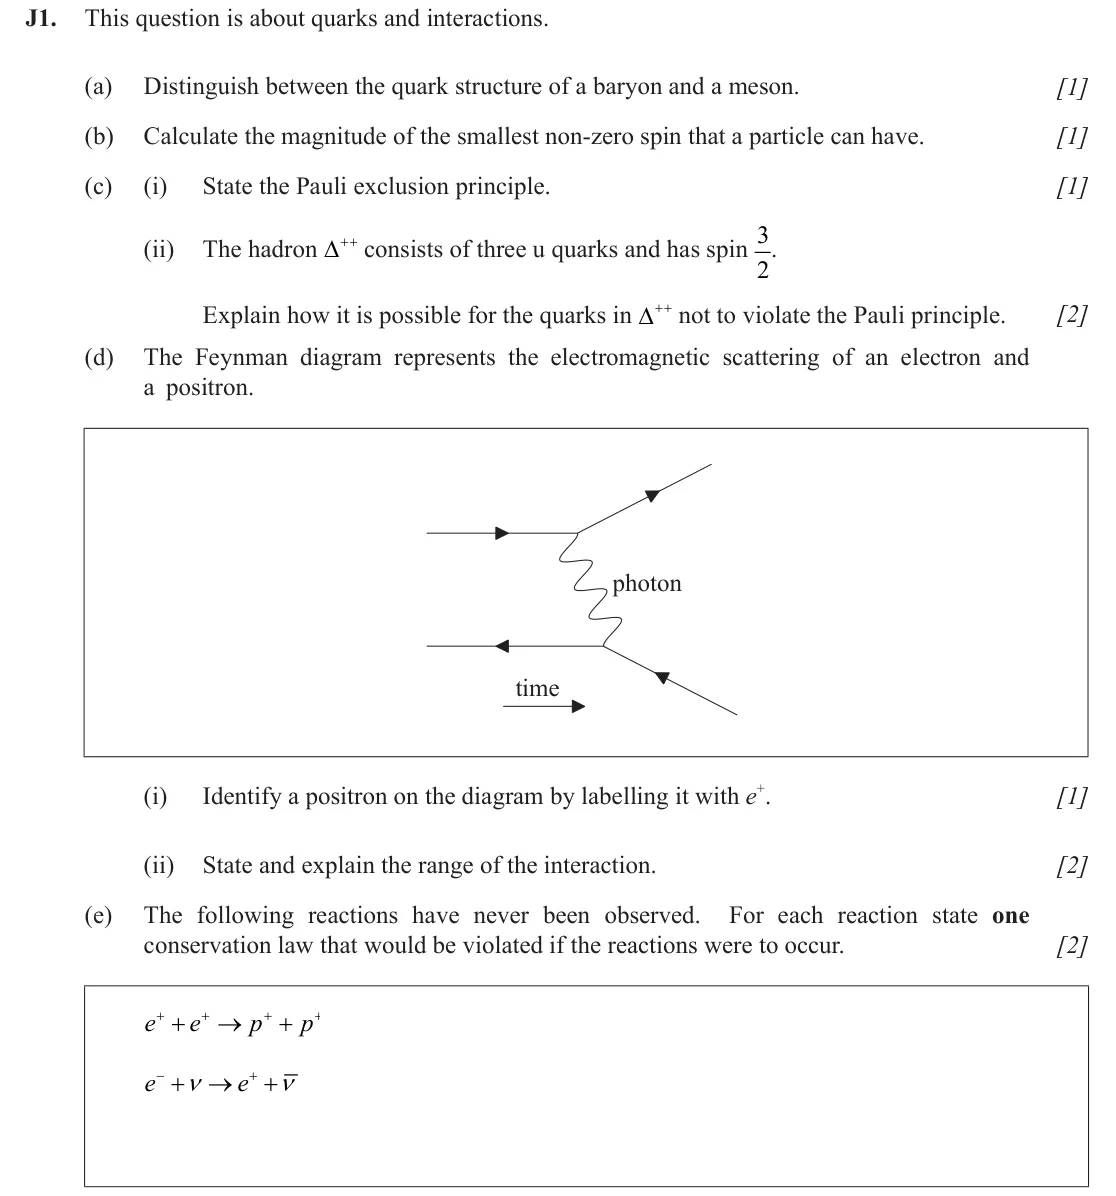 J1. This question is about quarks and interactions.
(a) Distinguish between the quark structure of a baryon and a meson. [1]
(b) Calculate the magnitude of the smallest non-zero spin that a particle can have. [1]
(c) (i) State the Pauli exclusion principle. [1]
(ii) The hadron Δ⁺⁺ consists of three u quarks and has spin 3/2.
Explain how it is possible for the quarks in Δ⁺⁺ not to violate the Pauli principle. [2]
(d) The Feynman diagram represents the electromagnetic scattering of an electron and
a positron.
photon
time
(i) Identify a positron on the diagram by labelling it with e⁺. [1]
(ii) State and explain the range of the interaction. [2]
(e) The following reactions have never been observed. For each reaction state one
conservation law that would be violated if the reactions were to occur. [2]
e⁺ + e⁺ → p⁺ + p⁺
e⁻ + ν → e⁺ + ν̅